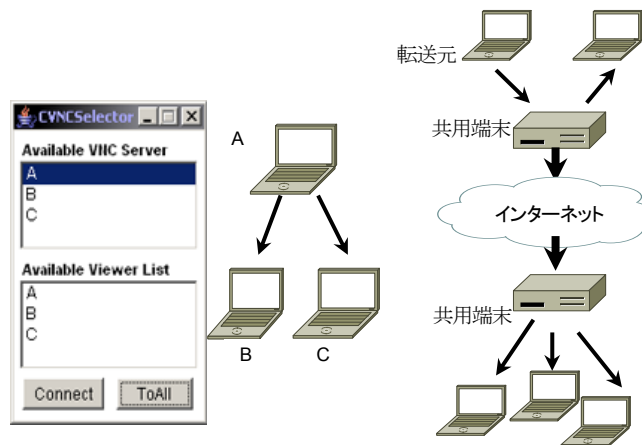 CVNCSelector
Available VNC Server
A
B
C
Available Viewer List
A
B
C
Connect
ToAll
A
B
C
転送元
共用端末
インターネット
共用端末